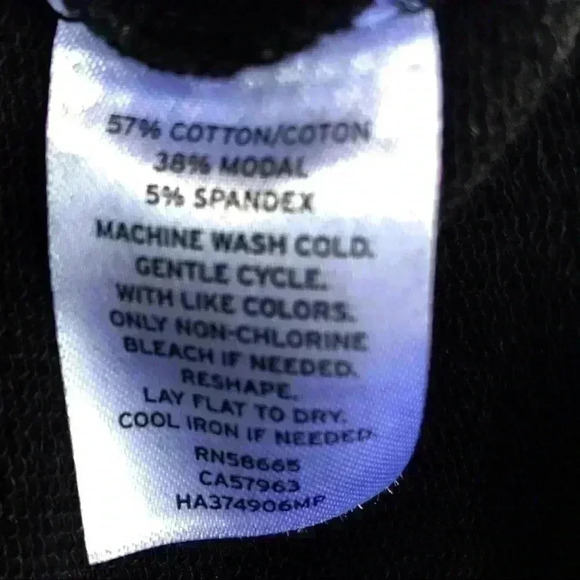 57% COTTON/COTON
38% MODAL
5% SPANDEX
MACHINE WASH COLD.
GENTLE CYCLE.
WITH LIKE COLORS.
ONLY NON-CHLORINE
BLEACH IF NEEDED.
RESHAPE.
LAY FLAT TO DRY.
COOL IRON IF NEEDED.
RN58665
CA57963
HA374906MP